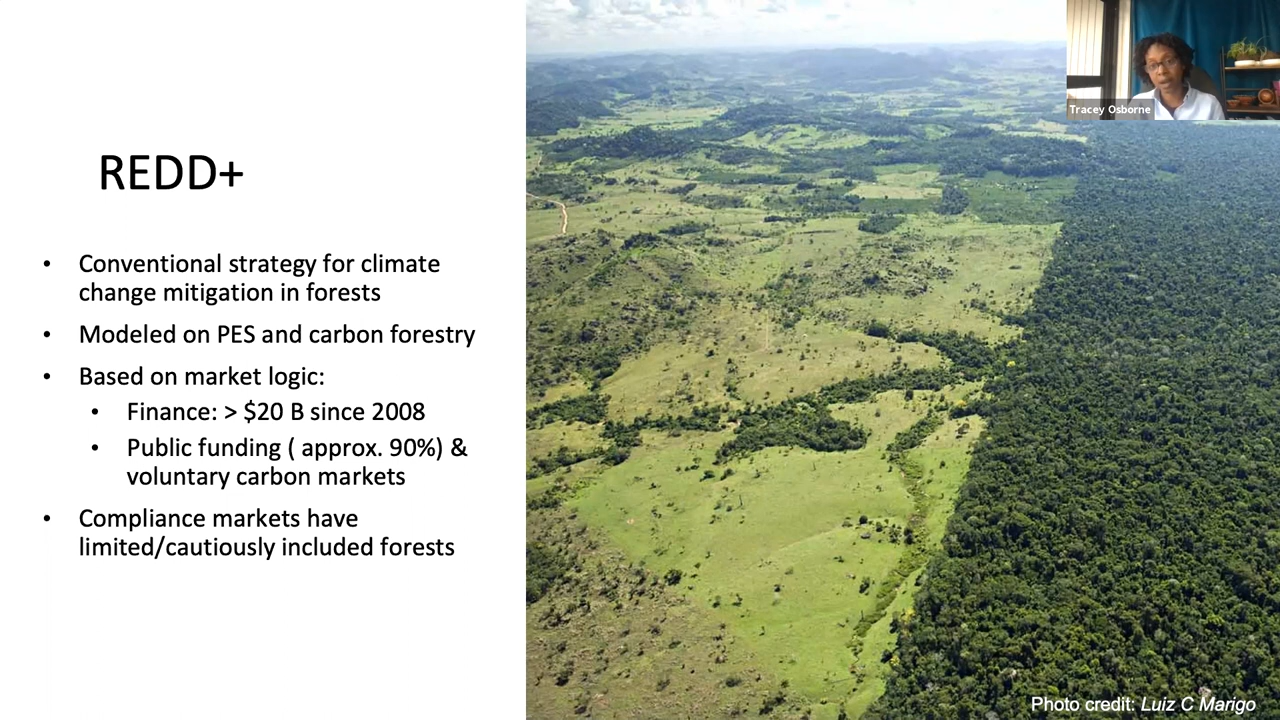 REDD+
• Conventional strategy for climate
change mitigation in forests
• Modeled on PES and carbon forestry
• Based on market logic:
• Finance: > $20 B since 2008
• Public funding ( approx. 90%) &
voluntary carbon markets
• Compliance markets have
limited/cautiously included forests
Tracey Osborne
Photo credit: Luiz C Marigo